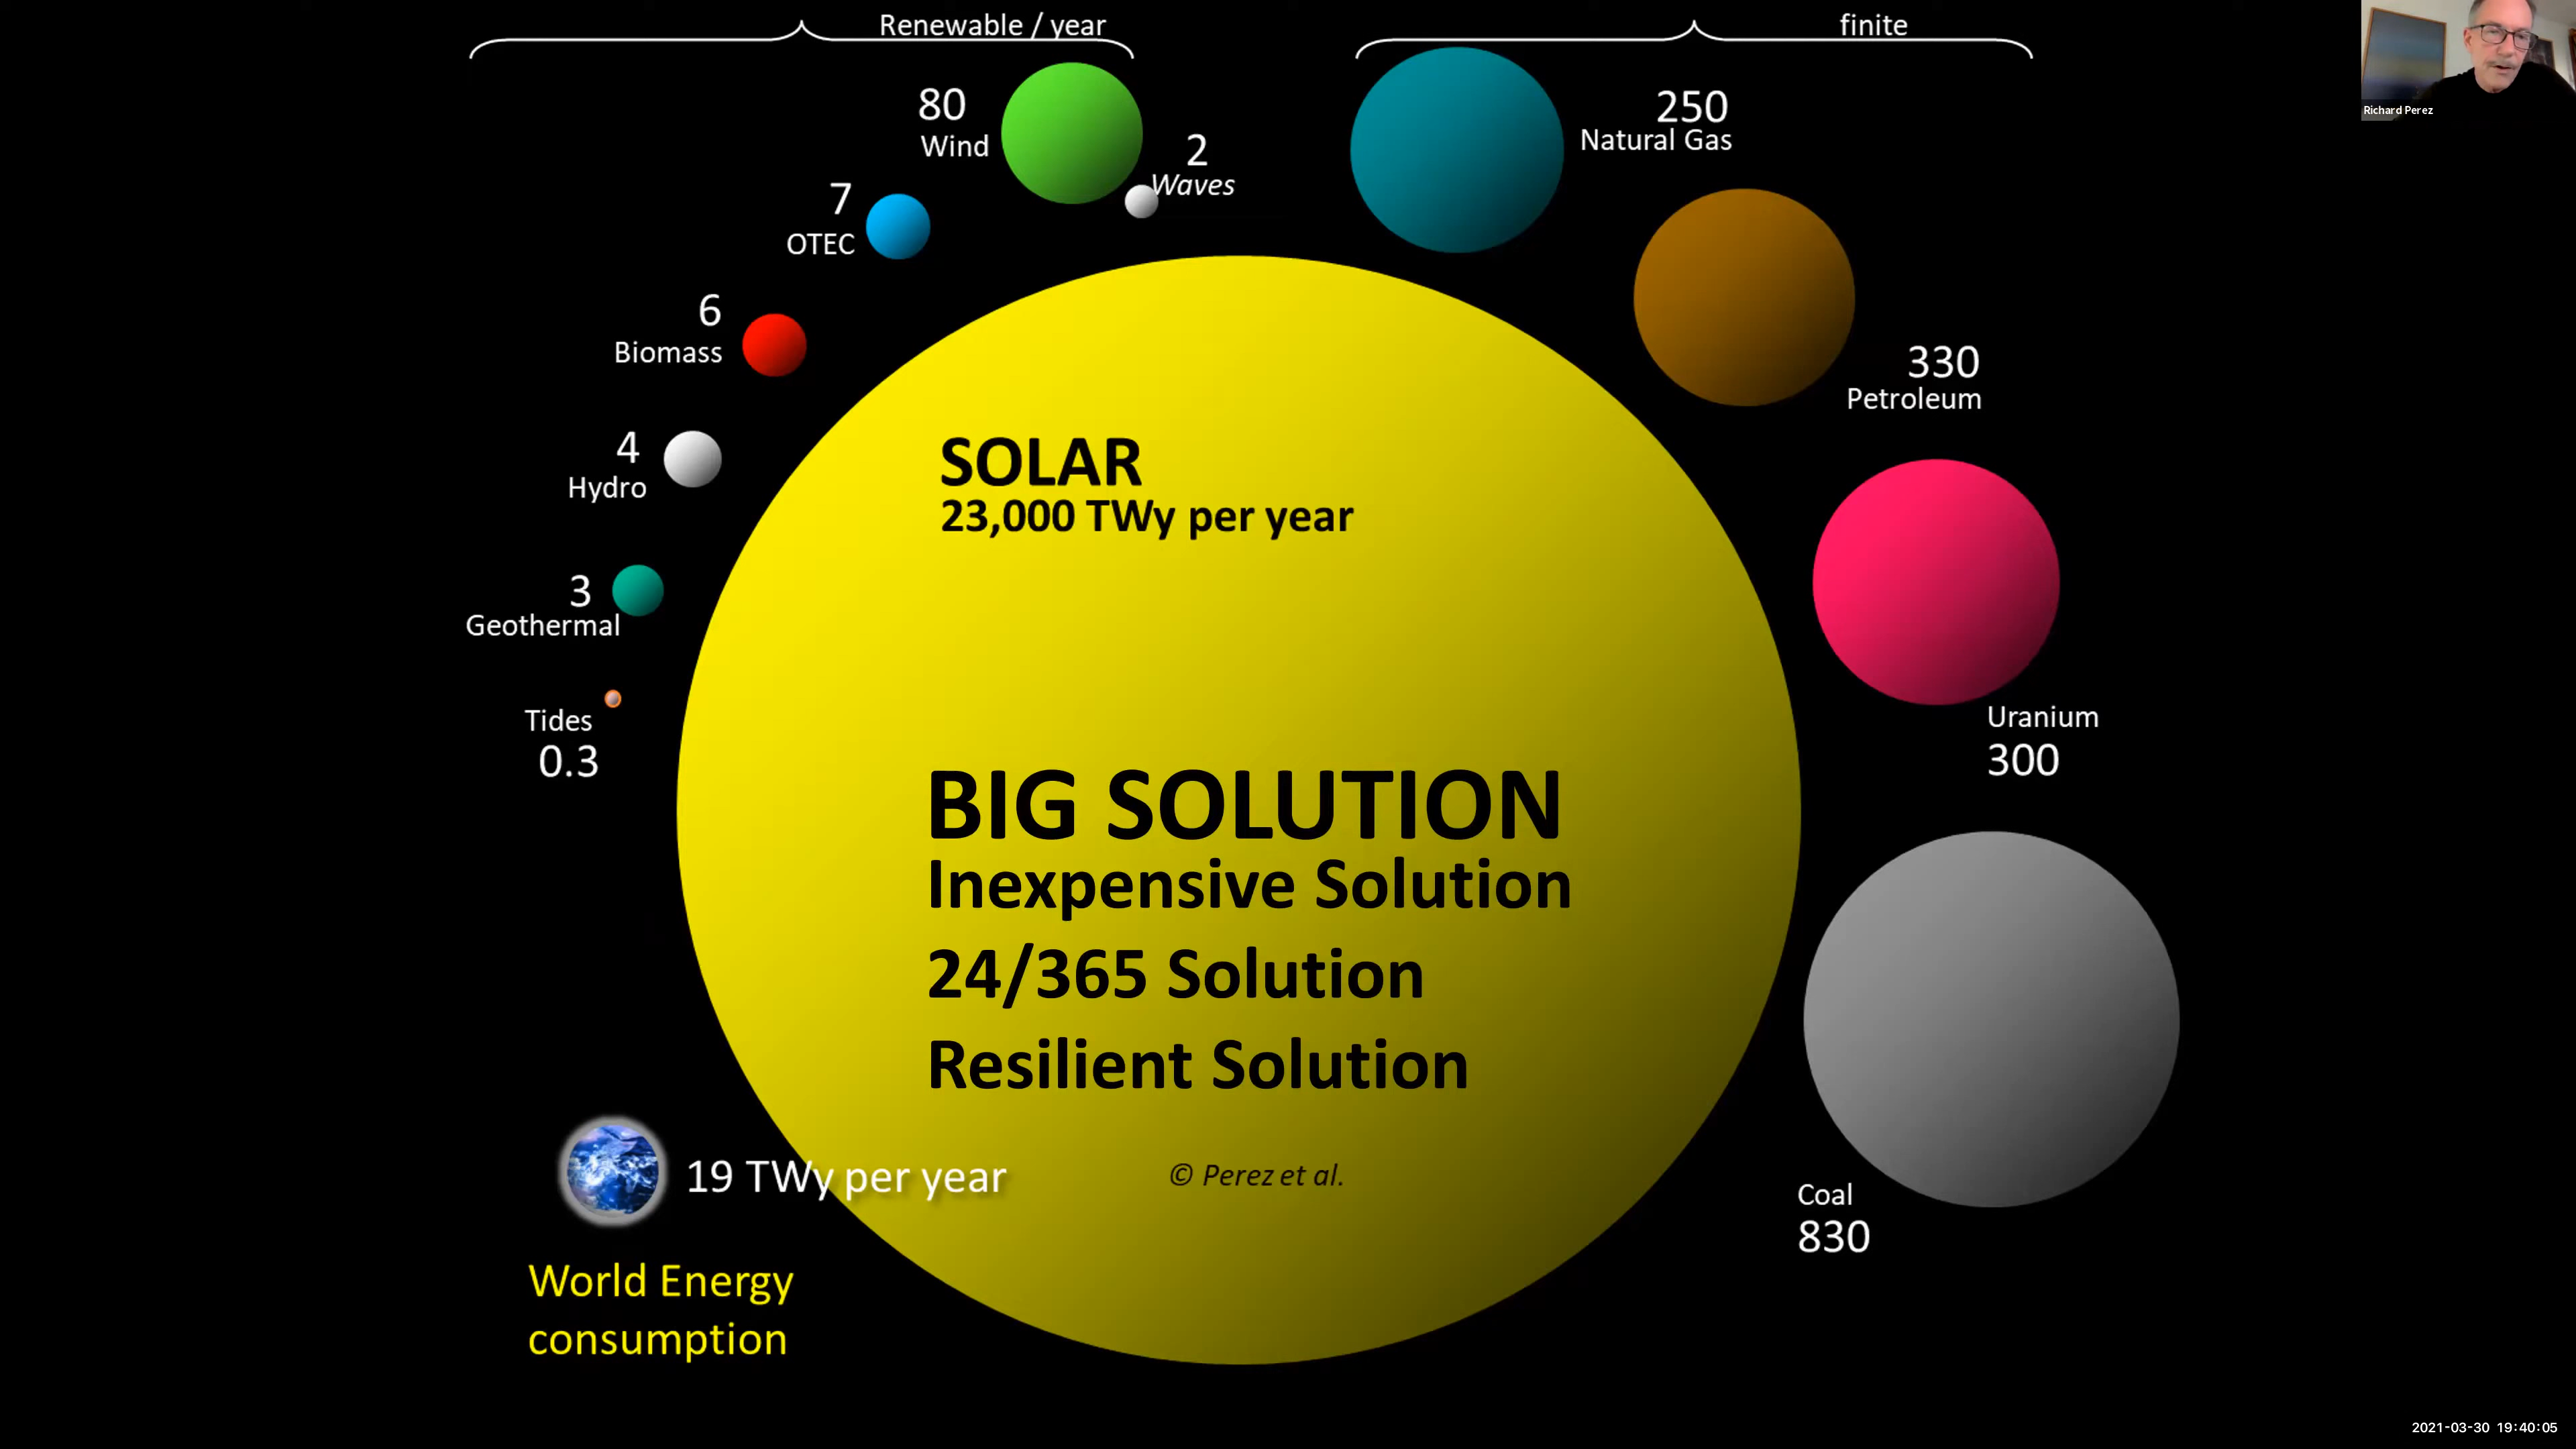 Renewable / year
finite
80
Wind
2
Waves
7
OTEC
6
Biomass
4
Hydro
3
Geothermal
Tides
0.3
250
Natural Gas
330
Petroleum
Uranium
300
Coal
830
SOLAR
23,000 TWy per year
BIG SOLUTION
Inexpensive Solution
24/365 Solution
Resilient Solution
© Perez et al.
19 TWy per year
World Energy
consumption
Richard Perez
2021-03-30 19:40:05